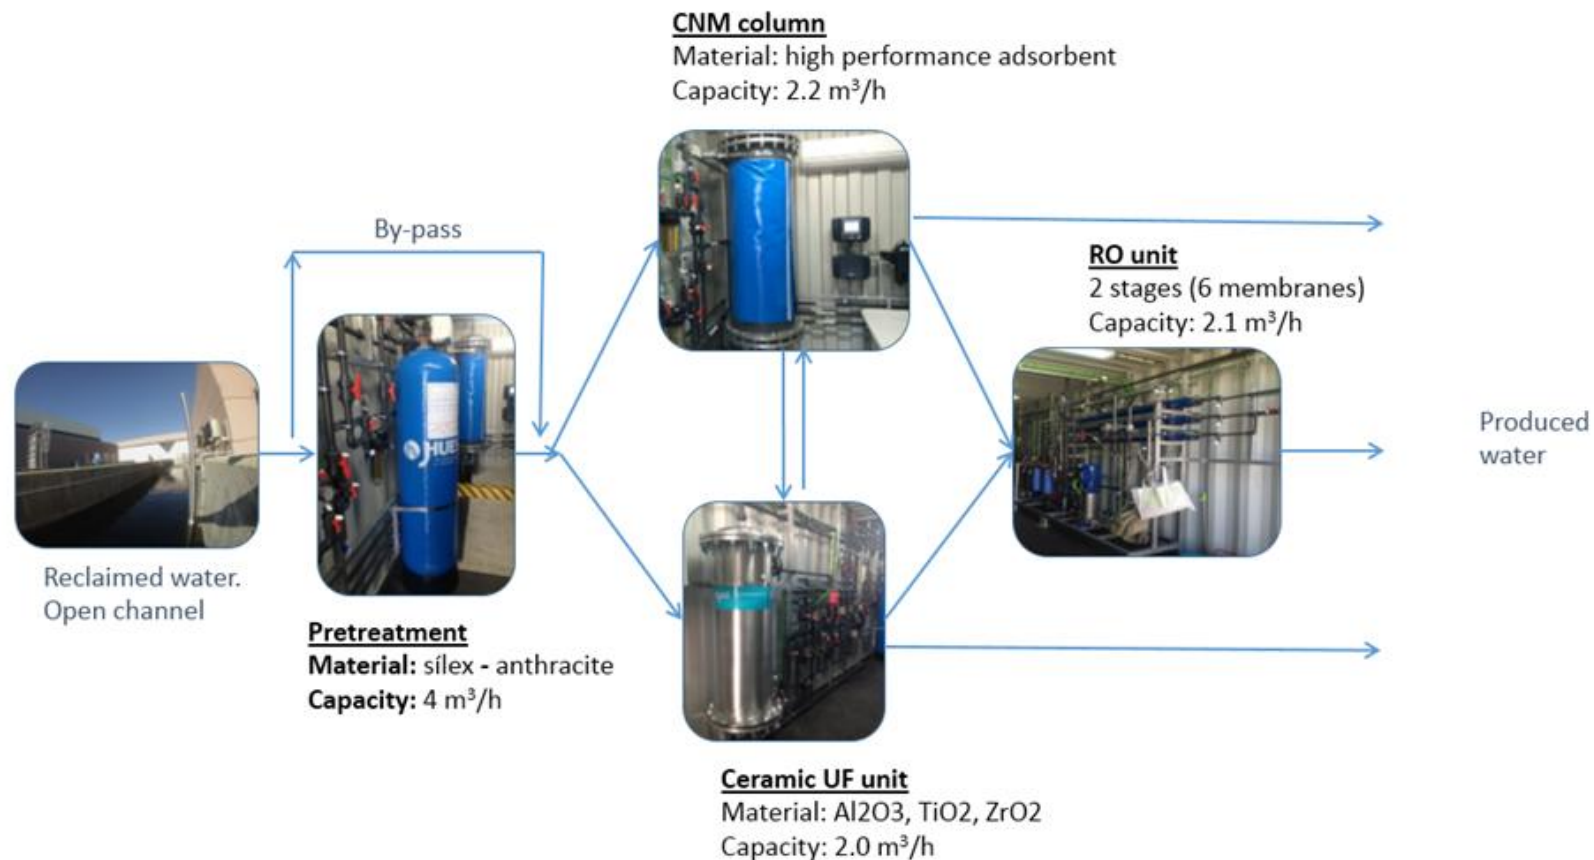 CNM column
Material: high performance adsorbent
Capacity: 2.2 m³/h
By-pass
RO unit
2 stages (6 membranes)
Capacity: 2.1 m³/h
Reclaimed water.
Open channel
Pretreatment
Material: sílex - anthracite
Capacity: 4 m³/h
Produced
water
Ceramic UF unit
Material: Al2O3, TiO2, ZrO2
Capacity: 2.0 m³/h